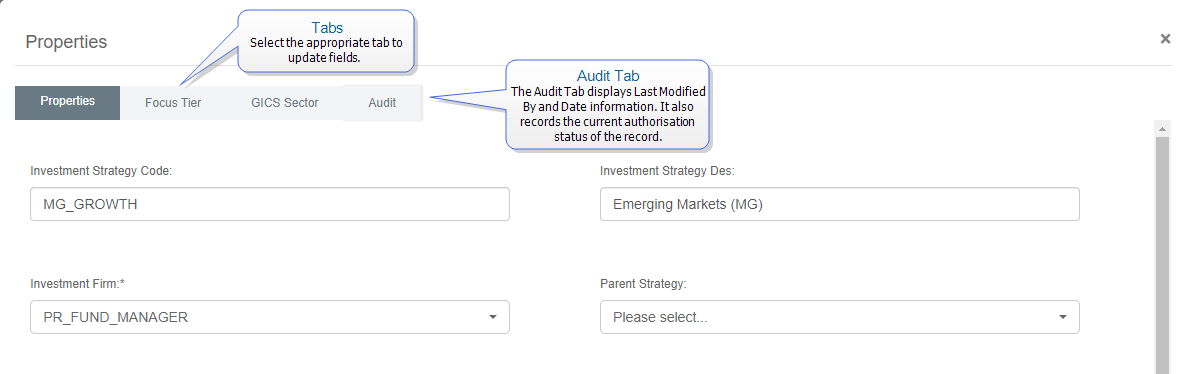 Tabs
Select the appropriate tab to
update fields.
Properties
×
Audit Tab
The Audit Tab displays Last Modified
By and Date information. It also
records the current authorisation
status of the record.
Properties Focus Tier GICS Sector Audit
Investment Strategy Code: Investment Strategy Des:
MG_GROWTH Emerging Markets (MG)
Investment Firm:* Parent Strategy:
PR_FUND_MANAGER Please select...